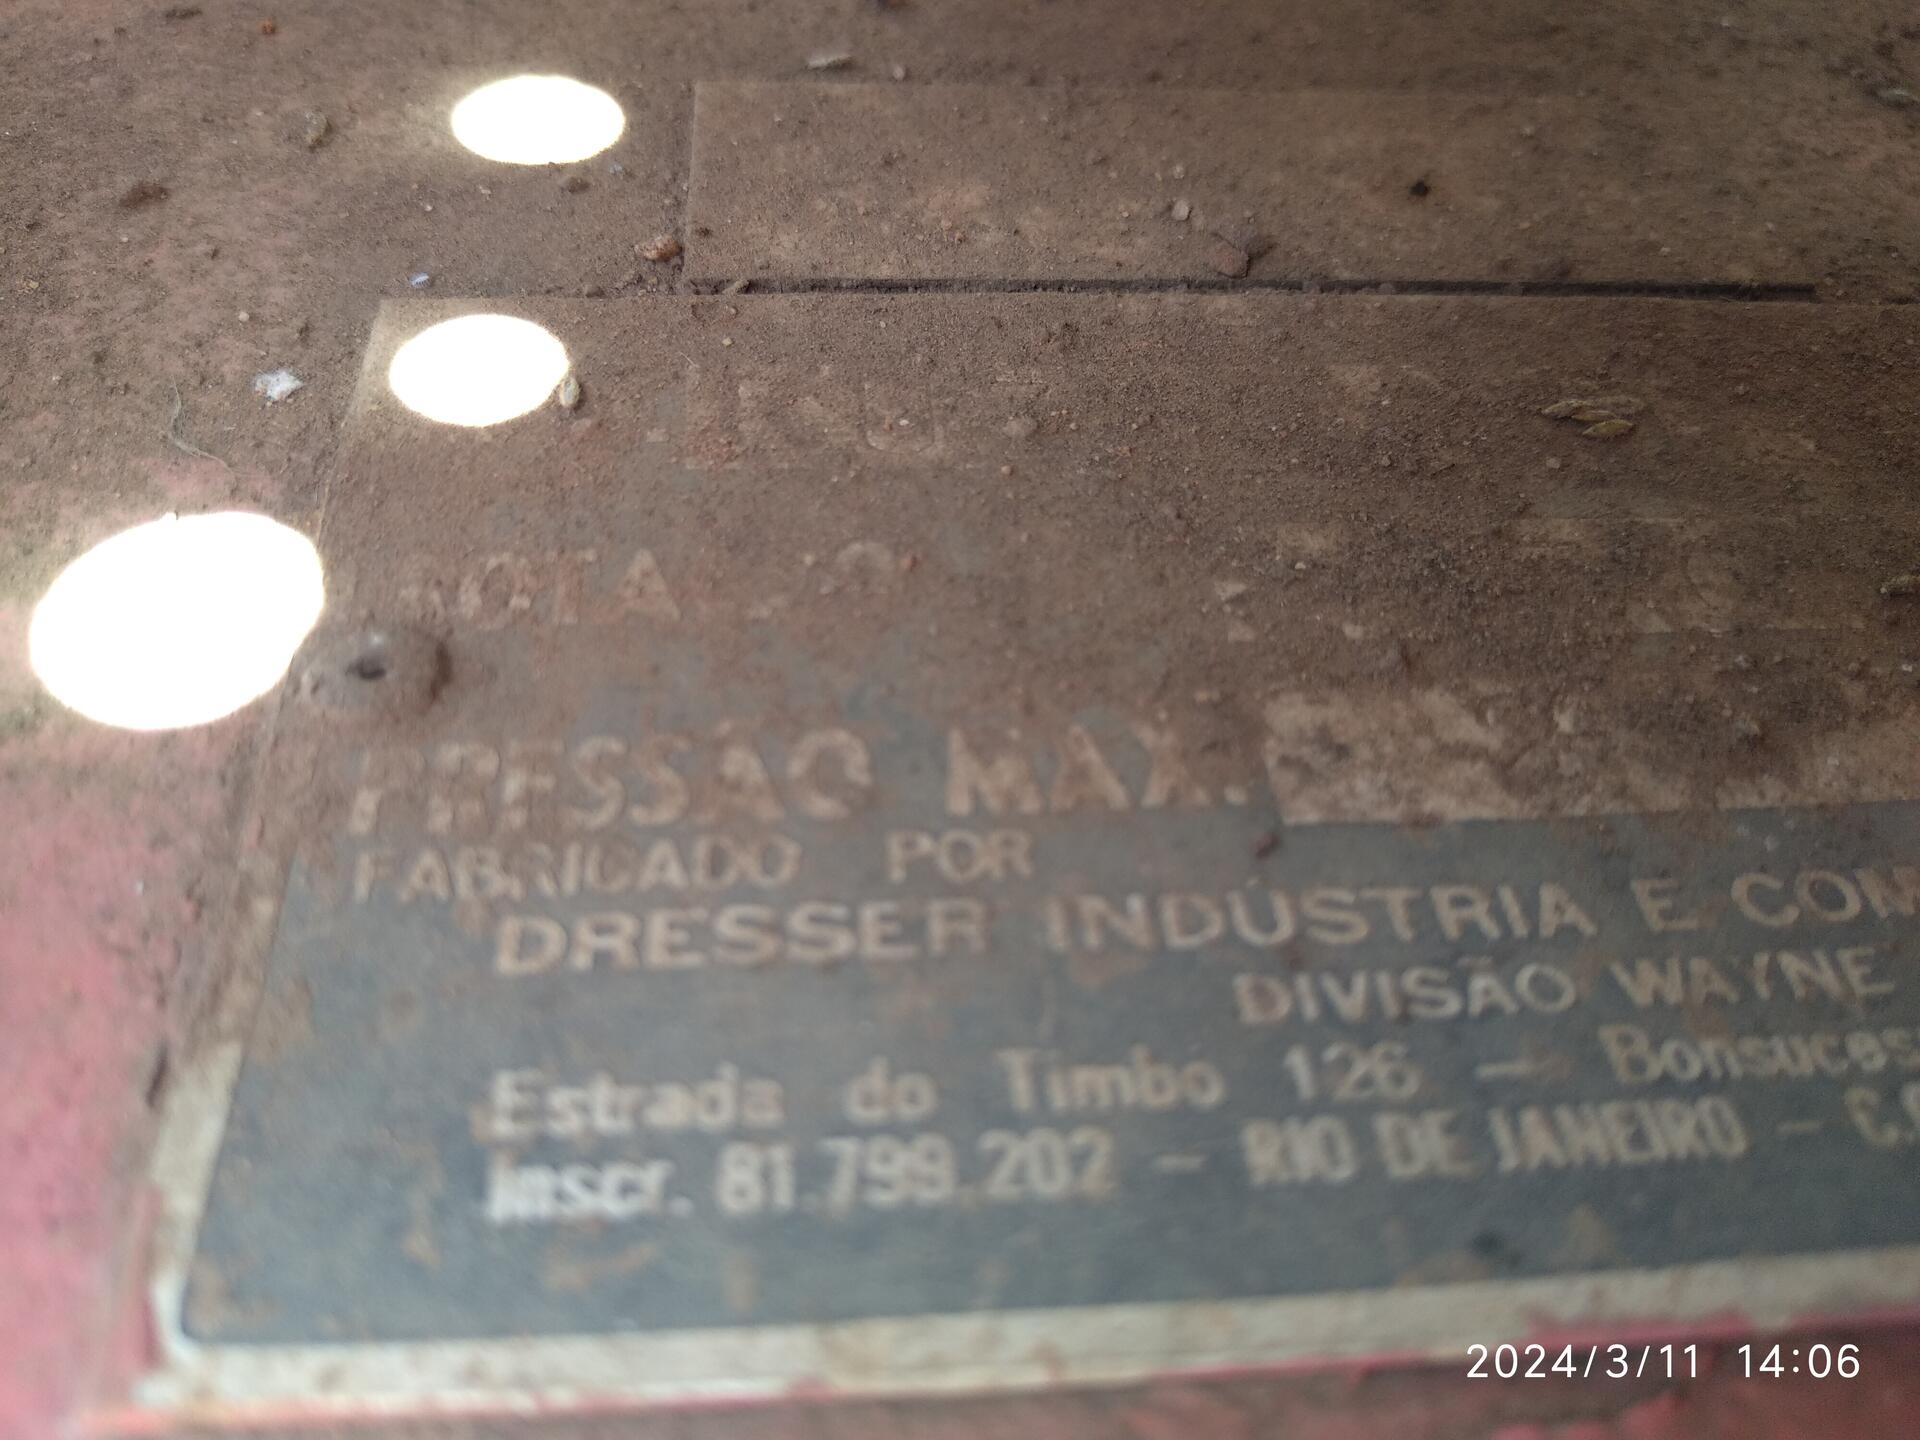 PRESSÃO MAX.
FABRICADO POR
DRESSER INDÚSTRIA E COM
DIVISÃO WAYNE
Estrada do Timbo 126 - Bonsuces
Inscr. 81.799.202 - RIO DE JANEIRO - C.
2024/3/11 14:06